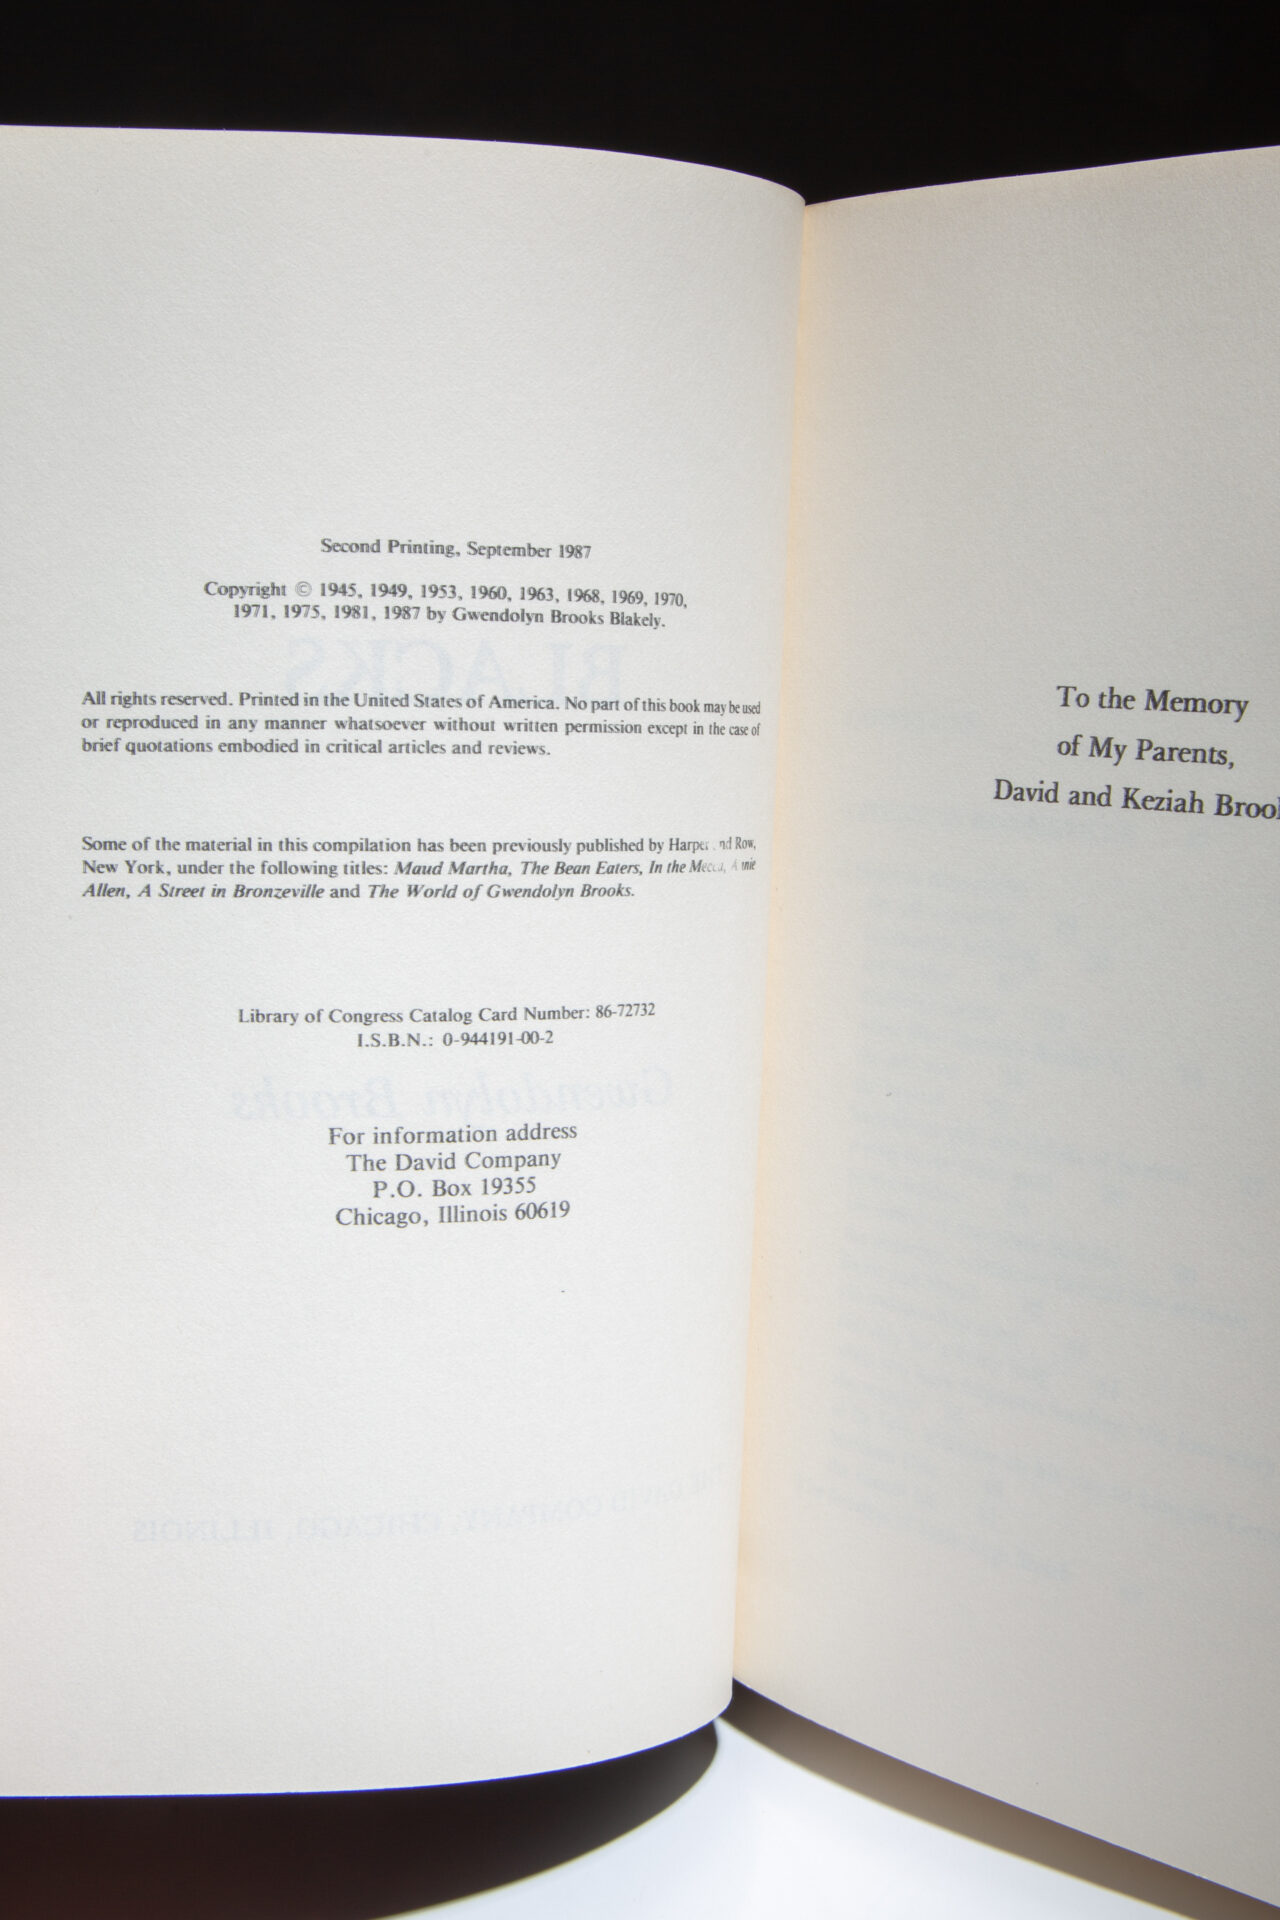 Second Printing, September 1987
Copyright © 1945, 1949, 1953, 1960, 1963, 1968, 1969, 1970,
1971, 1975, 1981, 1987 by Gwendolyn Brooks Blakely.
All rights reserved. Printed in the United States of America. No part of this book may be used
or reproduced in any manner whatsoever without written permission except in the case of
brief quotations embodied in critical articles and reviews.
Some of the material in this compilation has been previously published by Row,
New York, under the following titles: Maud Martha, The Bean Eaters, In the
Allen, A Street in Bronzeville and The World of Gwendolyn Brooks.
Library of Congress Catalog Card Number: 86-72732
I.S.B.N.: 0-944191-00-2
For information address
The David Company
P.O. Box 19355
Chicago, Illinois 60619
To the Memory
of My Parents,
David and Keziah